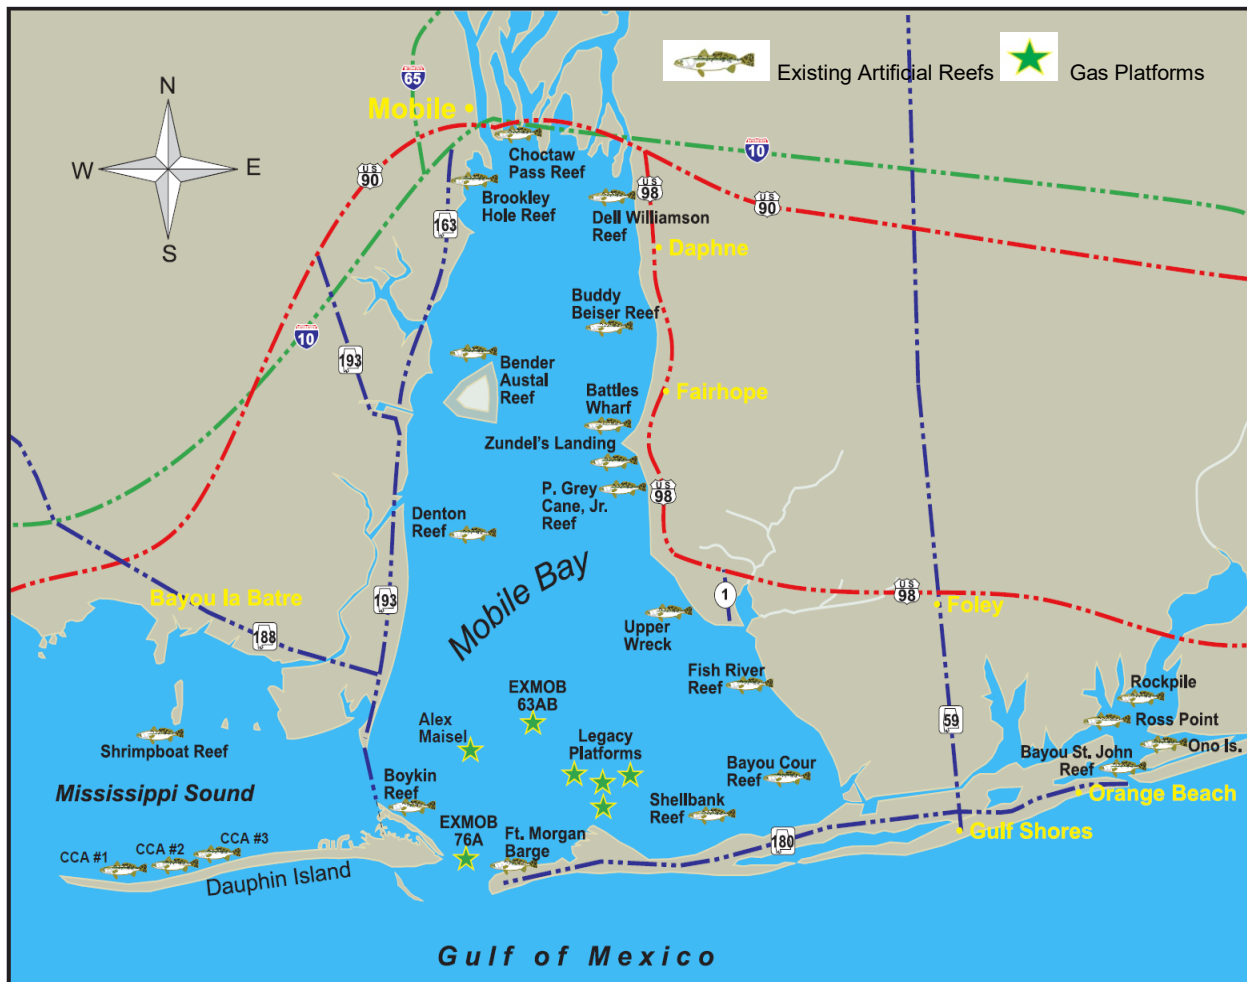 Existing Artificial Reefs
Gas Platforms
N
W
E
S
65
Mobile
10
US
90
Choctaw
Pass Reef
Brookley
Hole Reef
163
Dell Williamson
Reef
US
98
US
90
Daphne
Buddy
Beiser Reef
10
193
Bender
Austal
Reef
Battles
Wharf
Fairhope
Zundel's Landing
P. Grey
Cane, Jr.
Reef
US
98
Denton
Reef
Mobile Bay
Bayou la Batre
193
188
1
US
98
Foley
Upper
Wreck
Fish River
Reef
EXMOB
63AB
Alex
Maisel
Legacy
Platforms
Rockpile
59
Ross Point
Ono Is.
Bayou St. John
Reef
Shrimpboat Reef
Bayou Cour
Reef
Mississippi Sound
Boykin
Reef
Orange Beach
Shellbank
Reef
Gulf Shores
EXMOB
76A
Ft. Morgan
Barge
180
CCA #1
CCA #2
CCA #3
Dauphin Island
Gulf of Mexico